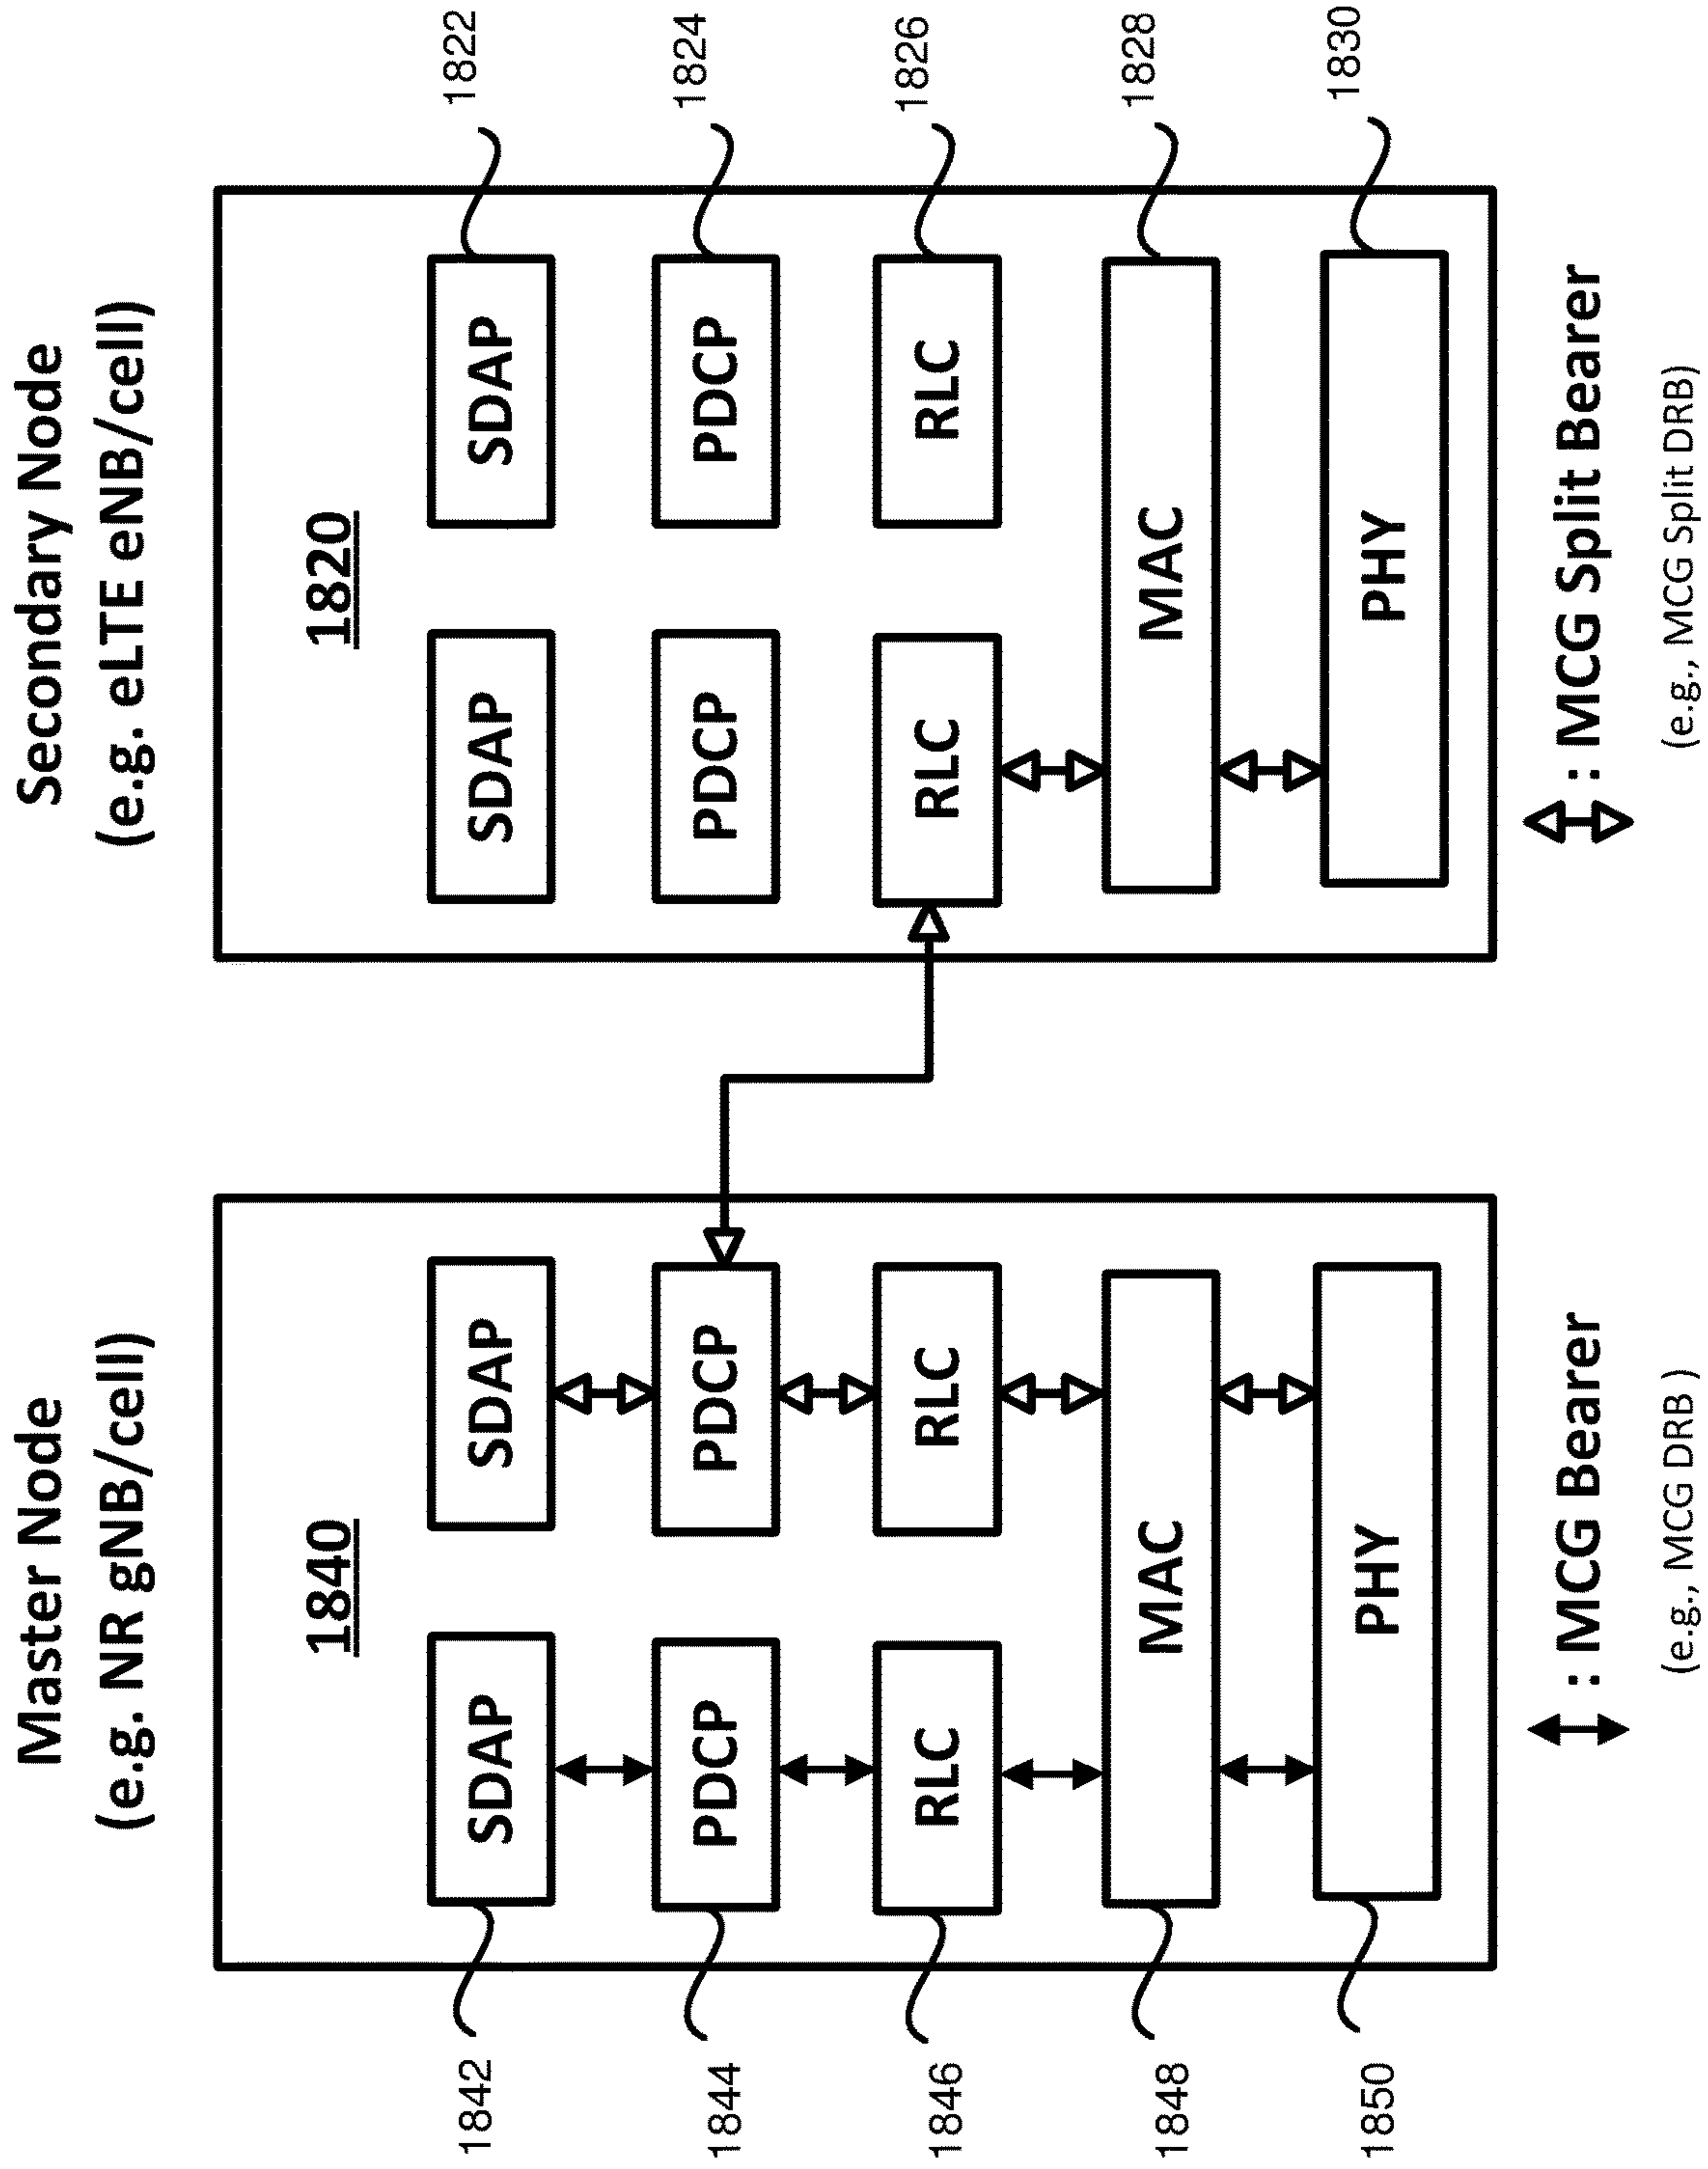 Master Node
(e.g. NR gNB/cell)
Secondary Node
(e.g. eLTE eNB/cell)
1840
1820
SDAP
SDAP
SDAP
SDAP
1842
1822
PDCP
PDCP
PDCP
PDCP
1844
1824
RLC
RLC
RLC
RLC
1846
1826
MAC
MAC
1848
1828
PHY
PHY
1850
1830
: MCG Bearer
(e.g., MCG DRB )
: MCG Split Bearer
(e.g., MCG Split DRB)